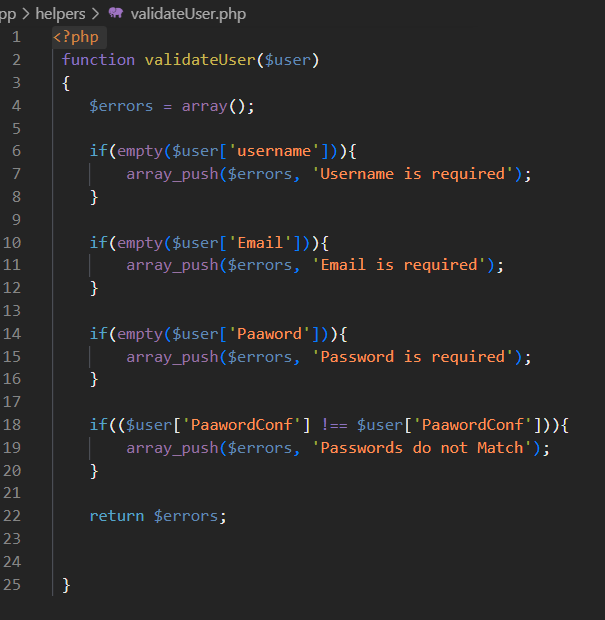 pp > helpers > validateUser.php
1 <?php
2 function validateUser($user)
3 {
4 $errors = array();
5
6 if(empty($user['username'])){
7 array_push($errors, 'Username is required');
8 }
9
10 if(empty($user['Email'])){
11 array_push($errors, 'Email is required');
12 }
13
14 if(empty($user['Paaword'])){
15 array_push($errors, 'Password is required');
16 }
17
18 if(($user['PaawordConf'] !== $user['PaawordConf'])){
19 array_push($errors, 'Passwords do not Match');
20 }
21
22 return $errors;
23
24
25 }